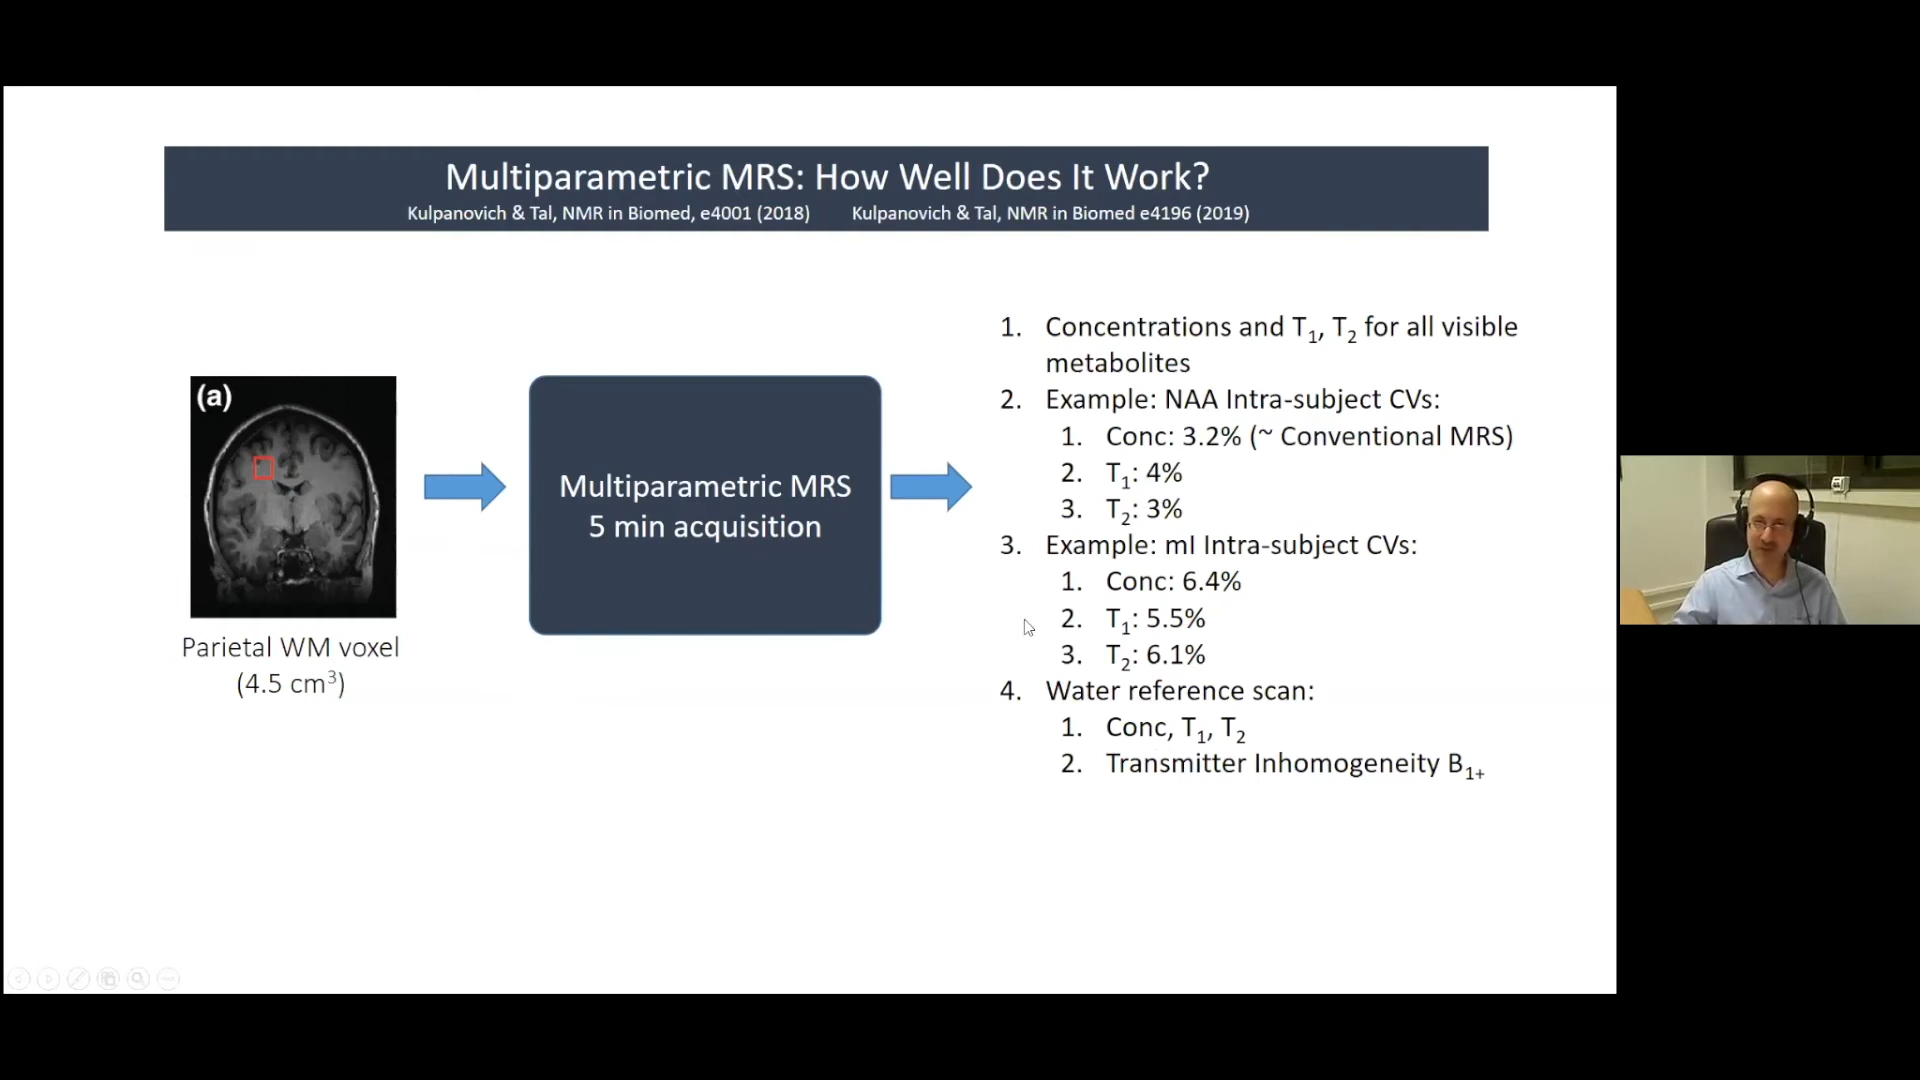 Multiparametric MRS: How Well Does It Work?
Kulpanovich & Tal, NMR in Biomed, e4001 (2018) Kulpanovich & Tal, NMR in Biomed e4196 (2019)
(a)
Parietal WM voxel
(4.5 cm³)
Multiparametric MRS
5 min acquisition
1. Concentrations and T₁, T₂ for all visible
metabolites
2. Example: NAA Intra-subject CVs:
1. Conc: 3.2% (~ Conventional MRS)
2. T₁: 4%
3. T₂: 3%
3. Example: mI Intra-subject CVs:
1. Conc: 6.4%
2. T₁: 5.5%
3. T₂: 6.1%
4. Water reference scan:
1. Conc, T₁, T₂
2. Transmitter Inhomogeneity B₁₊